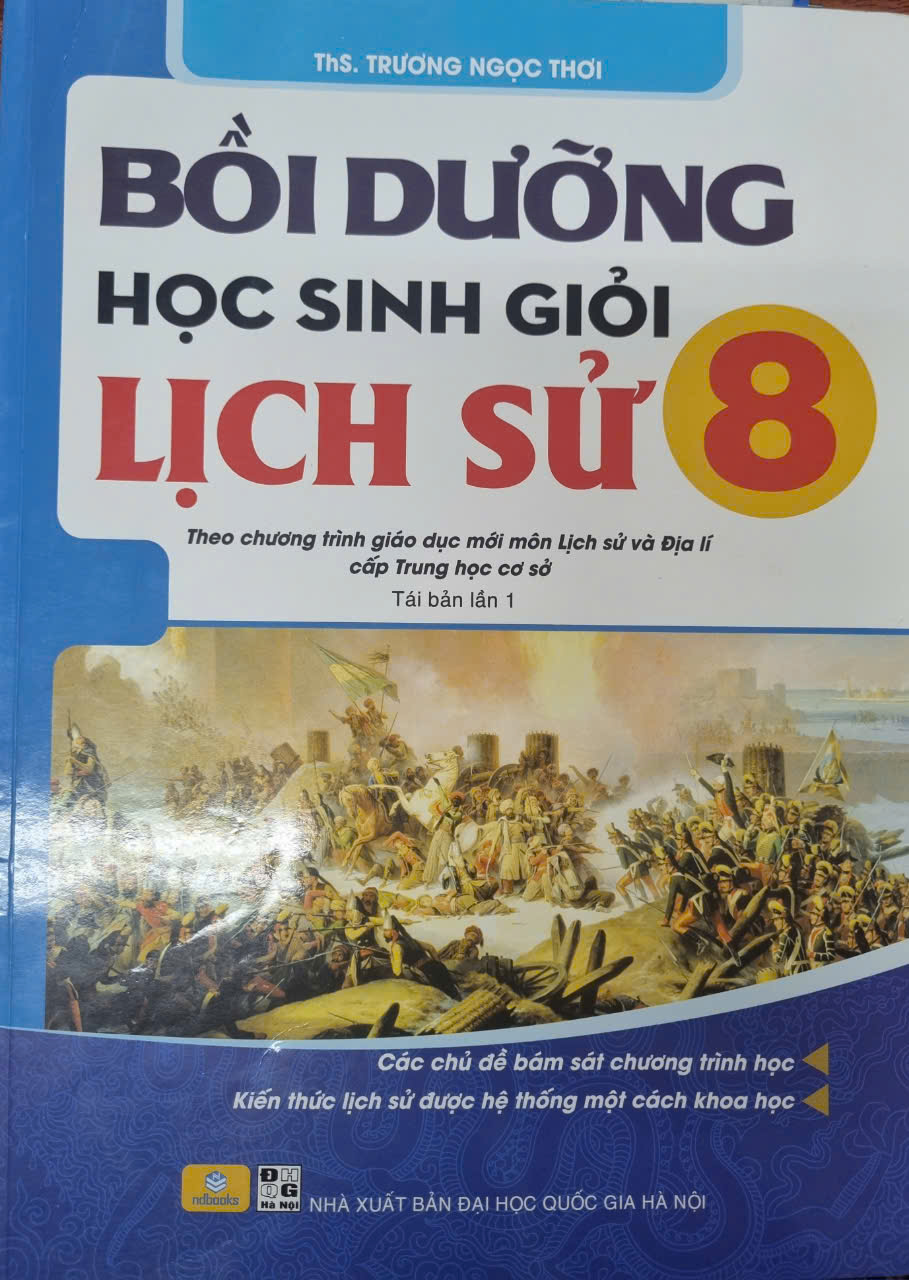 ThS. TRƯƠNG NGỌC THƠI
BỒI DƯỠNG
HỌC SINH GIỎI
LỊCH SỬ 8
Theo chương trình giáo dục mới môn Lịch sử và Địa lí
cấp Trung học cơ sở
Tái bản lần 1
Các chủ đề bám sát chương trình học
Kiến thức lịch sử được hệ thống một cách khoa học
ndbooks
ĐH
QG
Hà Nội
NHÀ XUẤT BẢN ĐẠI HỌC QUỐC GIA HÀ NỘI